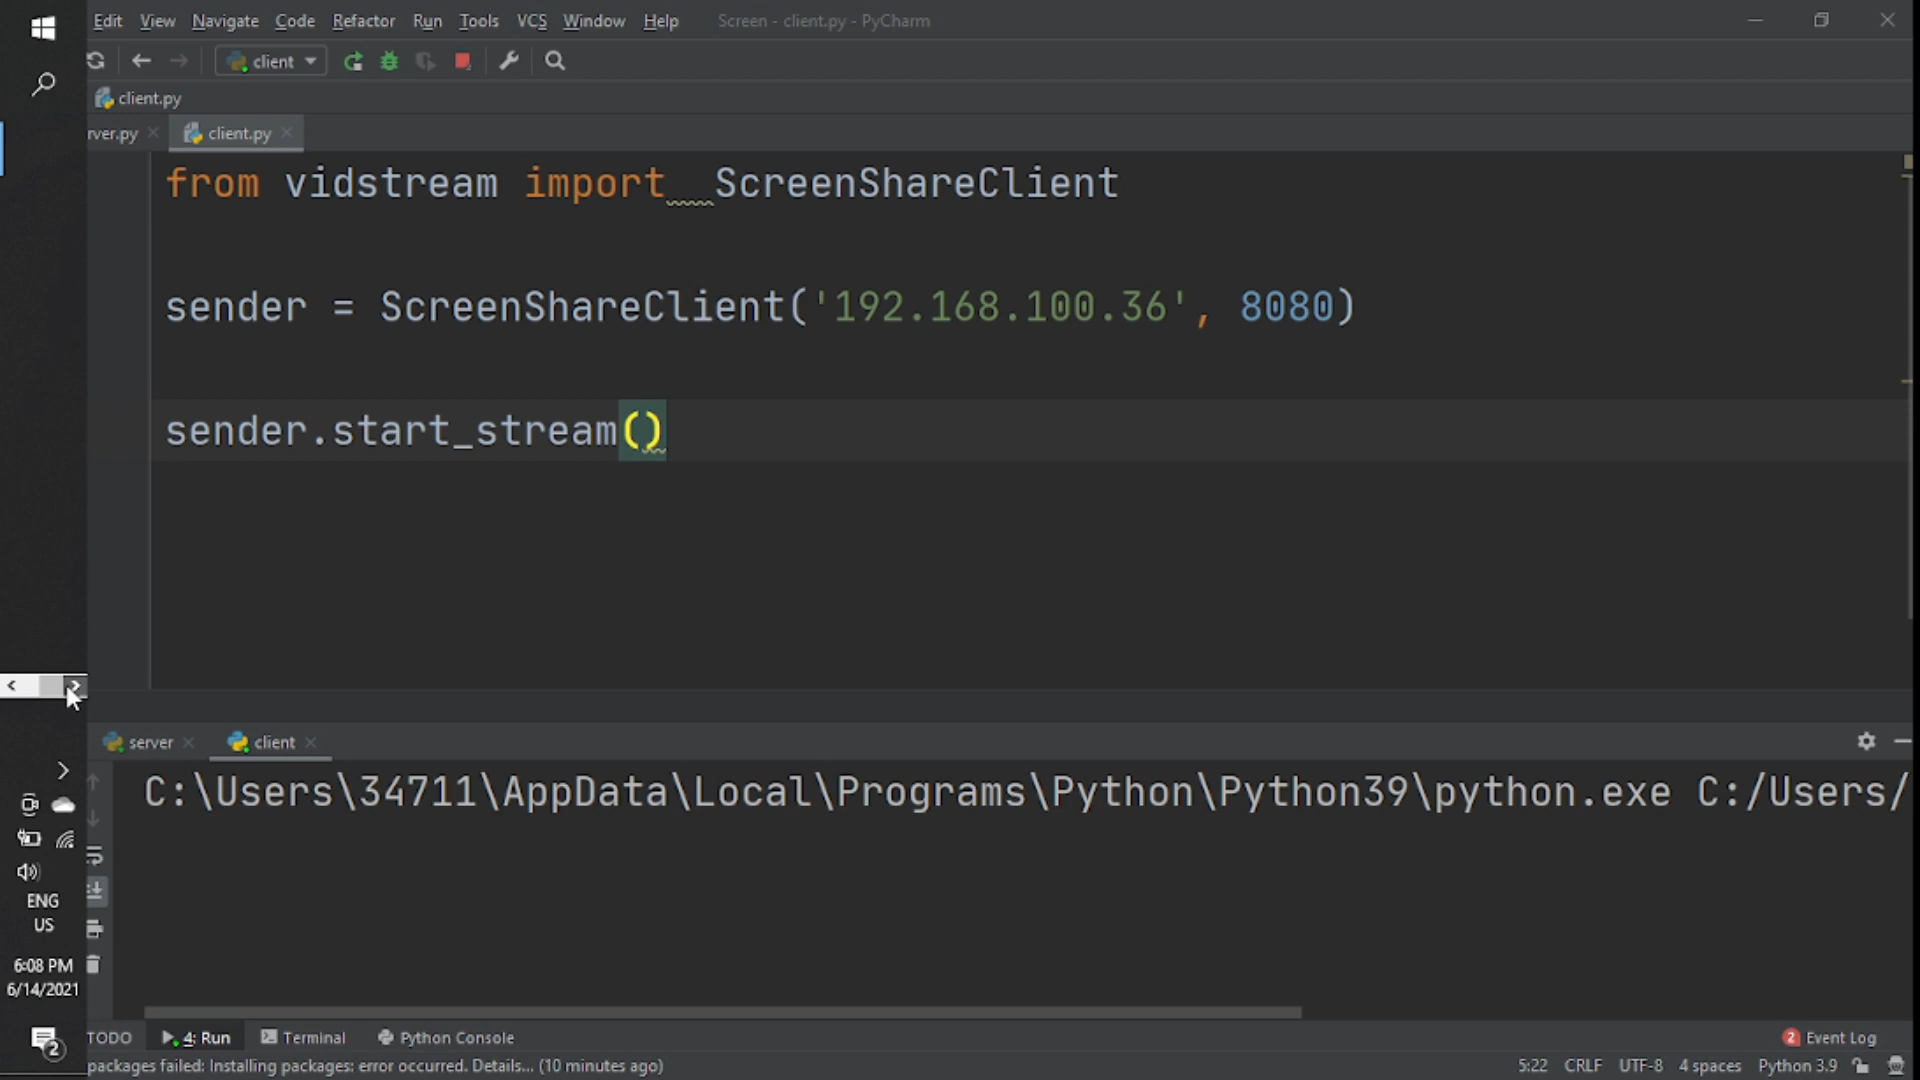 Edit View Navigate Code Refactor Run Tools VCS Window Help Screen - client.py - PyCharm
client
client.py
rver.py client.py
from vidstream import  ScreenShareClient
sender = ScreenShareClient('192.168.100.36', 8080)
sender.start_stream()
server client
C:\Users\34711\AppData\Local\Programs\Python\Python39\python.exe C:/Users/
ENG
US
6:08 PM
6/14/2021
2
TODO 4: Run Terminal Python Console 2 Event Log
packages failed: Installing packages: error occurred. Details... (10 minutes ago) 5:22 CRLF UTF-8 4 spaces Python 3.9